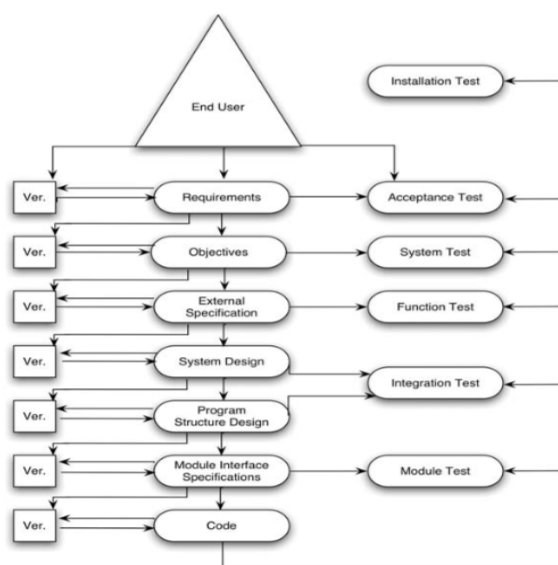 End User
Installation Test
Ver.
Requirements
Acceptance Test
Ver.
Objectives
System Test
Ver.
External
Specification
Function Test
Ver.
System Design
Integration Test
Ver.
Program
Structure Design
Ver.
Module Interface
Specifications
Module Test
Ver.
Code